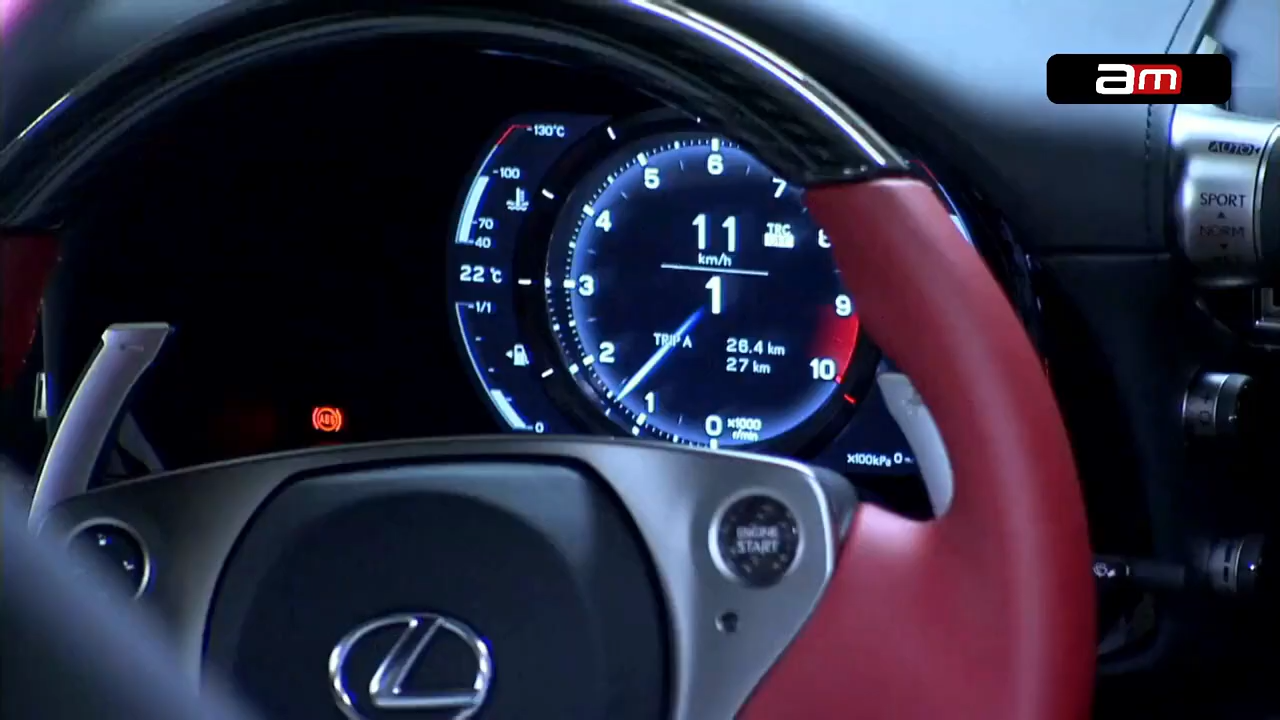 am
130°C
100
70
40
22 °C
1/1
0
6
5
7
4
8
3
9
2
10
1
0
11
km/h
TRC
1
TRIP A
26.4 km
27 km
x1000
r/min
x100kPa 0
ABS
ENGINE
START
AUTO
SPORT
NORM